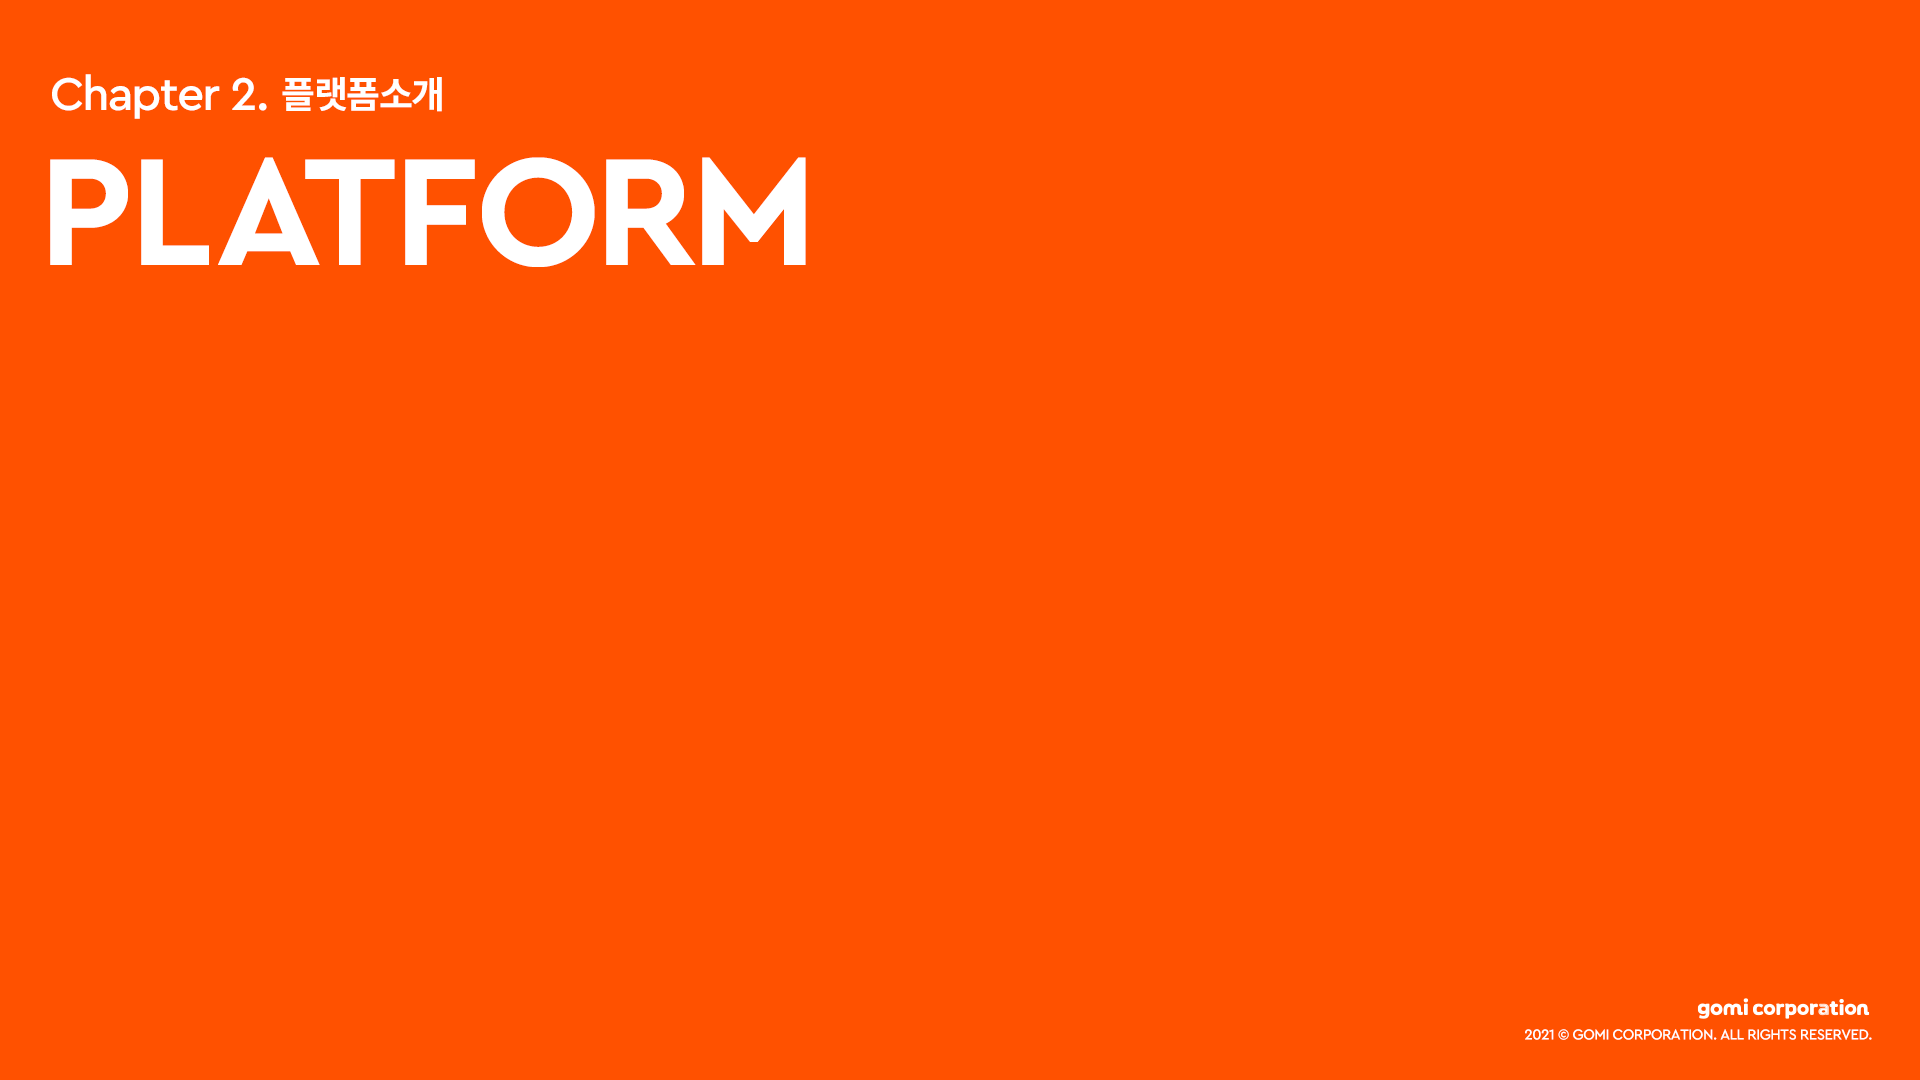 Chapter 2. 플랫폼소개
PLATFORM
gomi corporation
2021 © GOMI CORPORATION. ALL RIGHTS RESERVED.